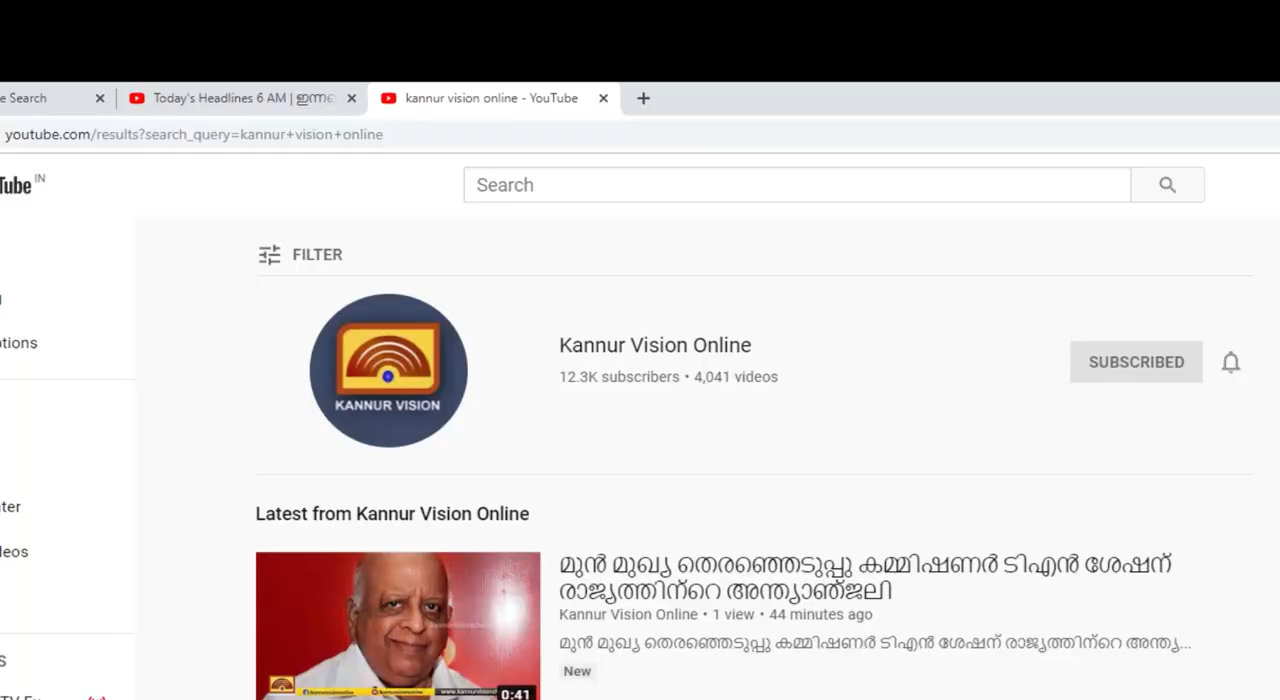 e Search
Today's Headlines 6 AM |
kannur vision online - YouTube
youtube.com/results?search_query=kannur+vision+online
Tube IN
Search
FILTER
KANNUR VISION
Kannur Vision Online
12.3K subscribers • 4,041 videos
SUBSCRIBED
otions
Latest from Kannur Vision Online
മുൻ മുഖ്യ തെരഞ്ഞെടുപ്പു കമ്മിഷണർ ടിഎൻ ശേഷന്
രാജ്യത്തിന്റെ അന്ത്യാഞ്ജലി
Kannur Vision Online • 1 view • 44 minutes ago
മുൻ മുഖ്യ തെരഞ്ഞെടുപ്പു കമ്മിഷണർ ടിഎൻ ശേഷന് രാജ്യത്തിന്റെ അന്ത്യ...
New
0:41
ater
deos
S